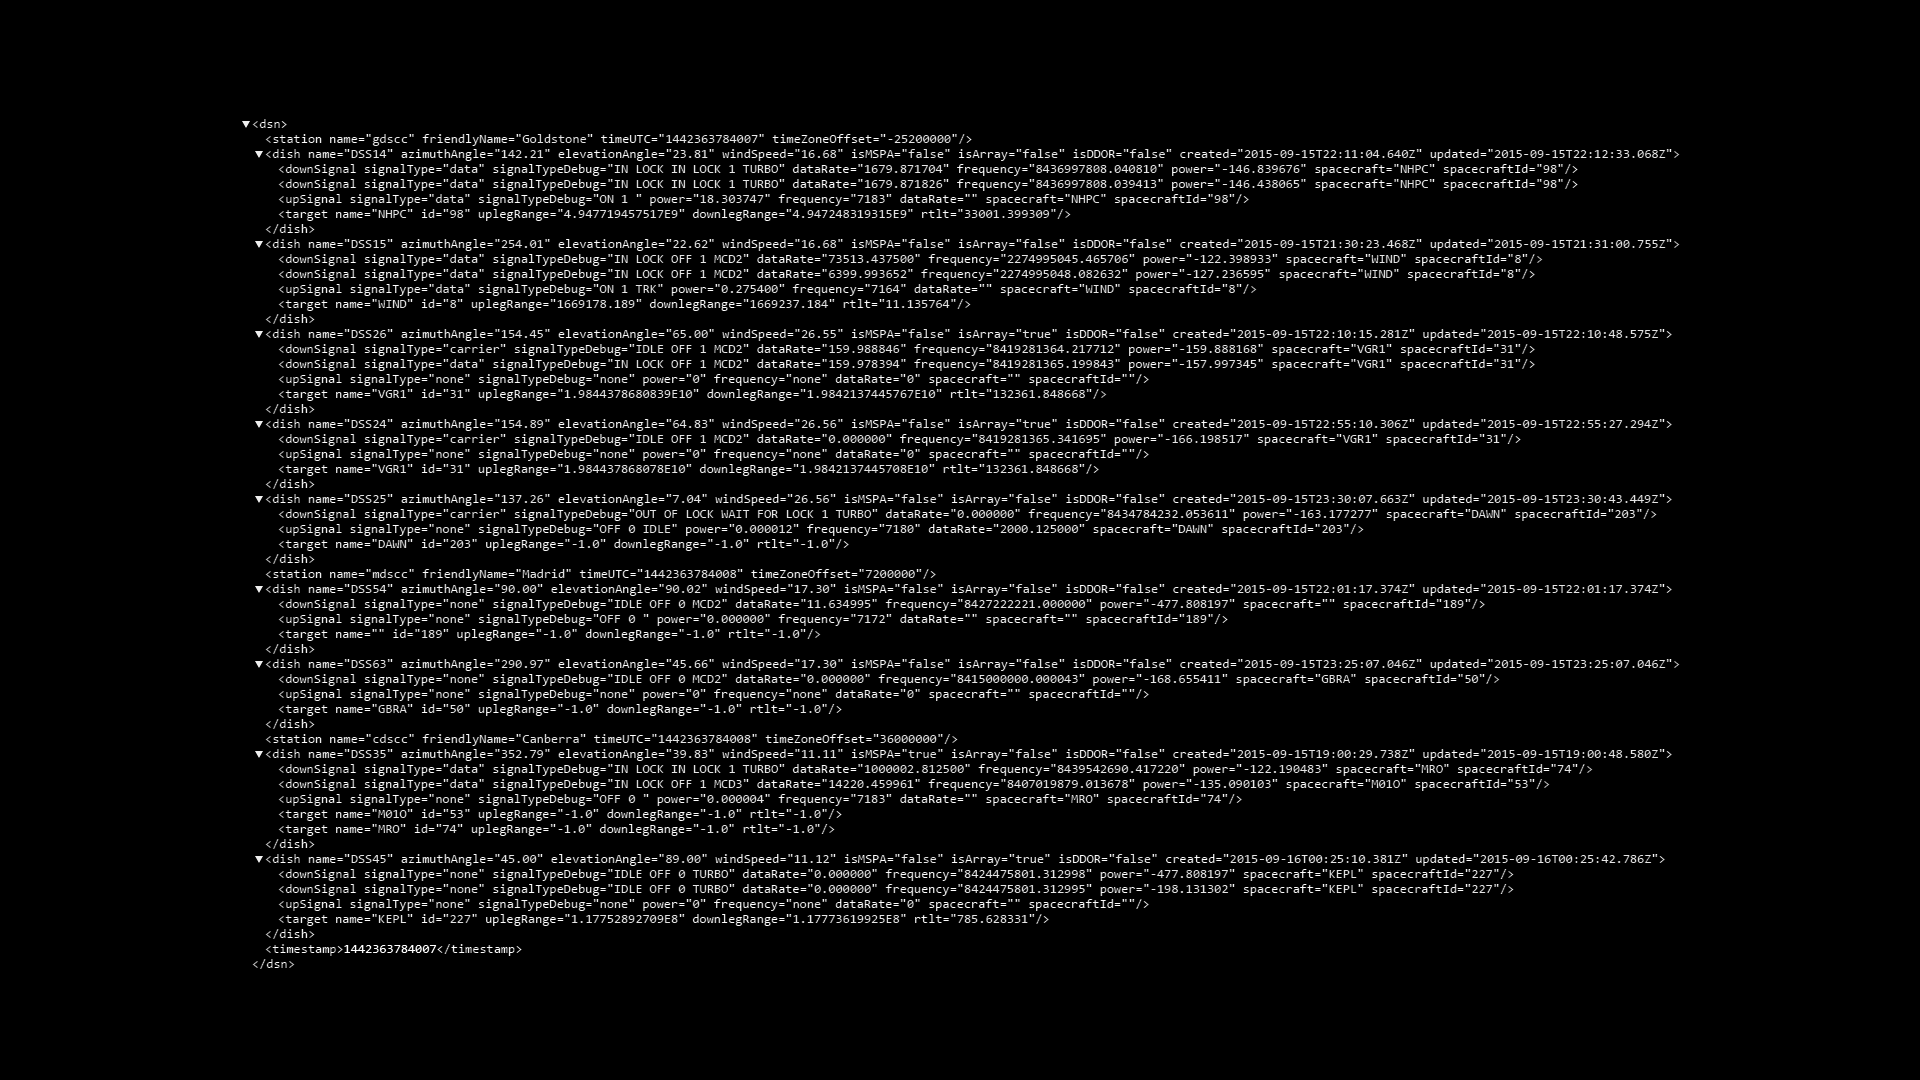 ▼<dsn>
<station name="gdscc" friendlyName="Goldstone" timeUTC="1442363784007" timeZoneOffset="-25200000"/>
▼<dish name="DSS14" azimuthAngle="142.21" elevationAngle="23.81" windSpeed="16.68" isMSPA="false" isArray="false" isDDOR="false" created="2015-09-15T22:11:04.640Z" updated="2015-09-15T22:12:33.068Z">
<downSignal signalType="data" signalTypeDebug="IN LOCK IN LOCK 1 TURBO" dataRate="1679.871704" frequency="8436997808.040810" power="-146.839676" spacecraft="NHPC" spacecraftId="98"/>
<downSignal signalType="data" signalTypeDebug="IN LOCK IN LOCK 1 TURBO" dataRate="1679.871826" frequency="8436997808.039413" power="-146.438065" spacecraft="NHPC" spacecraftId="98"/>
<upSignal signalType="data" signalTypeDebug="ON 1 " power="18.303747" frequency="7183" dataRate="" spacecraft="NHPC" spacecraftId="98"/>
<target name="NHPC" id="98" uplegRange="4.947719457517E9" downlegRange="4.947248319315E9" rtlt="33001.399309"/>
</dish>
▼<dish name="DSS15" azimuthAngle="254.01" elevationAngle="22.62" windSpeed="16.68" isMSPA="false" isArray="false" isDDOR="false" created="2015-09-15T21:30:23.468Z" updated="2015-09-15T21:31:00.755Z">
<downSignal signalType="data" signalTypeDebug="IN LOCK OFF 1 MCD2" dataRate="73513.437500" frequency="2274995045.465706" power="-122.398933" spacecraft="WIND" spacecraftId="8"/>
<downSignal signalType="data" signalTypeDebug="IN LOCK OFF 1 MCD2" dataRate="6399.993652" frequency="2274995048.082632" power="-127.236595" spacecraft="WIND" spacecraftId="8"/>
<upSignal signalType="data" signalTypeDebug="ON 1 TRK" power="0.275400" frequency="7164" dataRate="" spacecraft="WIND" spacecraftId="8"/>
<target name="WIND" id="8" uplegRange="1669178.189" downlegRange="1669237.184" rtlt="11.135764"/>
</dish>
▼<dish name="DSS26" azimuthAngle="154.45" elevationAngle="65.00" windSpeed="26.55" isMSPA="false" isArray="true" isDDOR="false" created="2015-09-15T22:10:15.281Z" updated="2015-09-15T22:10:48.575Z">
<downSignal signalType="carrier" signalTypeDebug="IDLE OFF 1 MCD2" dataRate="159.988846" frequency="8419281364.217712" power="-159.888168" spacecraft="VGR1" spacecraftId="31"/>
<downSignal signalType="data" signalTypeDebug="IN LOCK OFF 1 MCD2" dataRate="159.978394" frequency="8419281365.199843" power="-157.997345" spacecraft="VGR1" spacecraftId="31"/>
<upSignal signalType="none" signalTypeDebug="none" power="0" frequency="none" dataRate="0" spacecraft="" spacecraftId=""/>
<target name="VGR1" id="31" uplegRange="1.9844378680839E10" downlegRange="1.9842137445767E10" rtlt="132361.848668"/>
</dish>
▼<dish name="DSS24" azimuthAngle="154.89" elevationAngle="64.83" windSpeed="26.56" isMSPA="false" isArray="true" isDDOR="false" created="2015-09-15T22:55:10.306Z" updated="2015-09-15T22:55:27.294Z">
<downSignal signalType="carrier" signalTypeDebug="IDLE OFF 1 MCD2" dataRate="0.000000" frequency="8419281365.341695" power="-166.198517" spacecraft="VGR1" spacecraftId="31"/>
<upSignal signalType="none" signalTypeDebug="none" power="0" frequency="none" dataRate="0" spacecraft="" spacecraftId=""/>
<target name="VGR1" id="31" uplegRange="1.984437868078E10" downlegRange="1.9842137445708E10" rtlt="132361.848668"/>
</dish>
▼<dish name="DSS25" azimuthAngle="137.26" elevationAngle="7.04" windSpeed="26.56" isMSPA="false" isArray="false" isDDOR="false" created="2015-09-15T23:30:07.663Z" updated="2015-09-15T23:30:43.449Z">
<downSignal signalType="carrier" signalTypeDebug="OUT OF LOCK WAIT FOR LOCK 1 TURBO" dataRate="0.000000" frequency="8434784232.053611" power="-163.177277" spacecraft="DAWN" spacecraftId="203"/>
<upSignal signalType="none" signalTypeDebug="OFF 0 IDLE" power="0.000012" frequency="7180" dataRate="2000.125000" spacecraft="DAWN" spacecraftId="203"/>
<target name="DAWN" id="203" uplegRange="-1.0" downlegRange="-1.0" rtlt="-1.0"/>
</dish>
<station name="mdscc" friendlyName="Madrid" timeUTC="1442363784008" timeZoneOffset="7200000"/>
▼<dish name="DSS54" azimuthAngle="90.00" elevationAngle="90.02" windSpeed="17.30" isMSPA="false" isArray="false" isDDOR="false" created="2015-09-15T22:01:17.374Z" updated="2015-09-15T22:01:17.374Z">
<downSignal signalType="none" signalTypeDebug="IDLE OFF 0 MCD2" dataRate="11.634995" frequency="8427222221.000000" power="-477.808197" spacecraft="" spacecraftId="189"/>
<upSignal signalType="none" signalTypeDebug="OFF 0 " power="0.000000" frequency="7172" dataRate="" spacecraft="" spacecraftId="189"/>
<target name="" id="189" uplegRange="-1.0" downlegRange="-1.0" rtlt="-1.0"/>
</dish>
▼<dish name="DSS63" azimuthAngle="290.97" elevationAngle="45.66" windSpeed="17.30" isMSPA="false" isArray="false" isDDOR="false" created="2015-09-15T23:25:07.046Z" updated="2015-09-15T23:25:07.046Z">
<downSignal signalType="none" signalTypeDebug="IDLE OFF 0 MCD2" dataRate="0.000000" frequency="8415000000.000043" power="-168.655411" spacecraft="GBRA" spacecraftId="50"/>
<upSignal signalType="none" signalTypeDebug="none" power="0" frequency="none" dataRate="0" spacecraft="" spacecraftId=""/>
<target name="GBRA" id="50" uplegRange="-1.0" downlegRange="-1.0" rtlt="-1.0"/>
</dish>
<station name="cdscc" friendlyName="Canberra" timeUTC="1442363784008" timeZoneOffset="36000000"/>
▼<dish name="DSS35" azimuthAngle="352.79" elevationAngle="39.83" windSpeed="11.11" isMSPA="true" isArray="false" isDDOR="false" created="2015-09-15T19:00:29.738Z" updated="2015-09-15T19:00:48.580Z">
<downSignal signalType="data" signalTypeDebug="IN LOCK IN LOCK 1 TURBO" dataRate="1000002.812500" frequency="8439542690.417220" power="-122.190483" spacecraft="MRO" spacecraftId="74"/>
<downSignal signalType="data" signalTypeDebug="IN LOCK OFF 1 MCD3" dataRate="14220.459961" frequency="8407019879.013678" power="-135.090103" spacecraft="M01O" spacecraftId="53"/>
<upSignal signalType="none" signalTypeDebug="OFF 0 " power="0.000004" frequency="7183" dataRate="" spacecraft="MRO" spacecraftId="74"/>
<target name="M01O" id="53" uplegRange="-1.0" downlegRange="-1.0" rtlt="-1.0"/>
<target name="MRO" id="74" uplegRange="-1.0" downlegRange="-1.0" rtlt="-1.0"/>
</dish>
▼<dish name="DSS45" azimuthAngle="45.00" elevationAngle="89.00" windSpeed="11.12" isMSPA="false" isArray="true" isDDOR="false" created="2015-09-16T00:25:10.381Z" updated="2015-09-16T00:25:42.786Z">
<downSignal signalType="none" signalTypeDebug="IDLE OFF 0 TURBO" dataRate="0.000000" frequency="8424475801.312998" power="-477.808197" spacecraft="KEPL" spacecraftId="227"/>
<downSignal signalType="none" signalTypeDebug="IDLE OFF 0 TURBO" dataRate="0.000000" frequency="8424475801.312995" power="-198.131302" spacecraft="KEPL" spacecraftId="227"/>
<upSignal signalType="none" signalTypeDebug="none" power="0" frequency="none" dataRate="0" spacecraft="" spacecraftId=""/>
<target name="KEPL" id="227" uplegRange="1.17752892709E8" downlegRange="1.17773619925E8" rtlt="785.628331"/>
</dish>
<timestamp>1442363784007</timestamp>
</dsn>